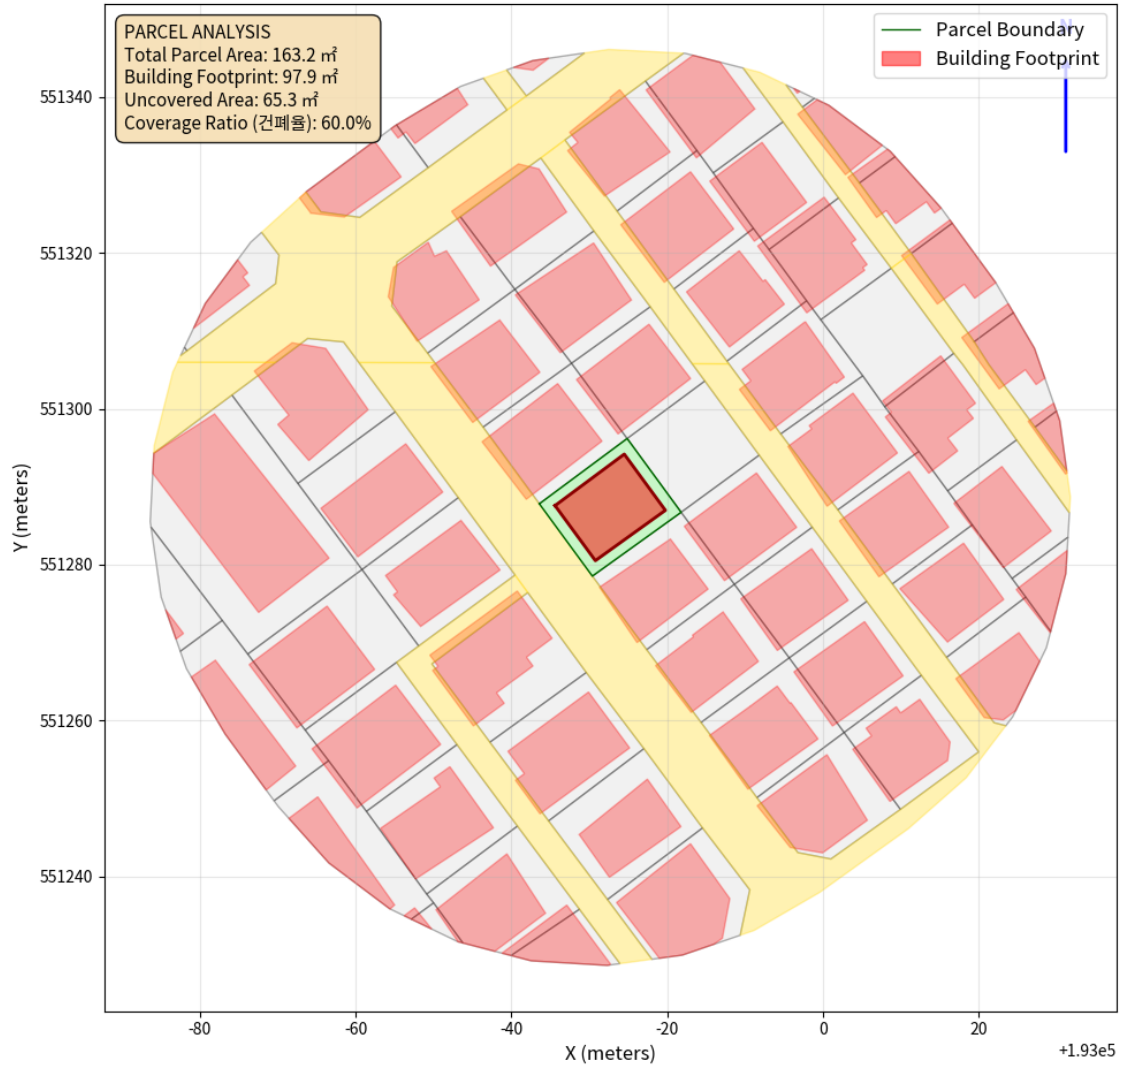 PARCEL ANALYSIS
Total Parcel Area: 163.2 ㎡
Building Footprint: 97.9 ㎡
Uncovered Area: 65.3 ㎡
Coverage Ratio (건폐율): 60.0%
N
Parcel Boundary
Building Footprint
551340
551320
551300
551280
551260
551240
Y (meters)
-80
-60
-40
-20
0
20
X (meters)
+1.93e5